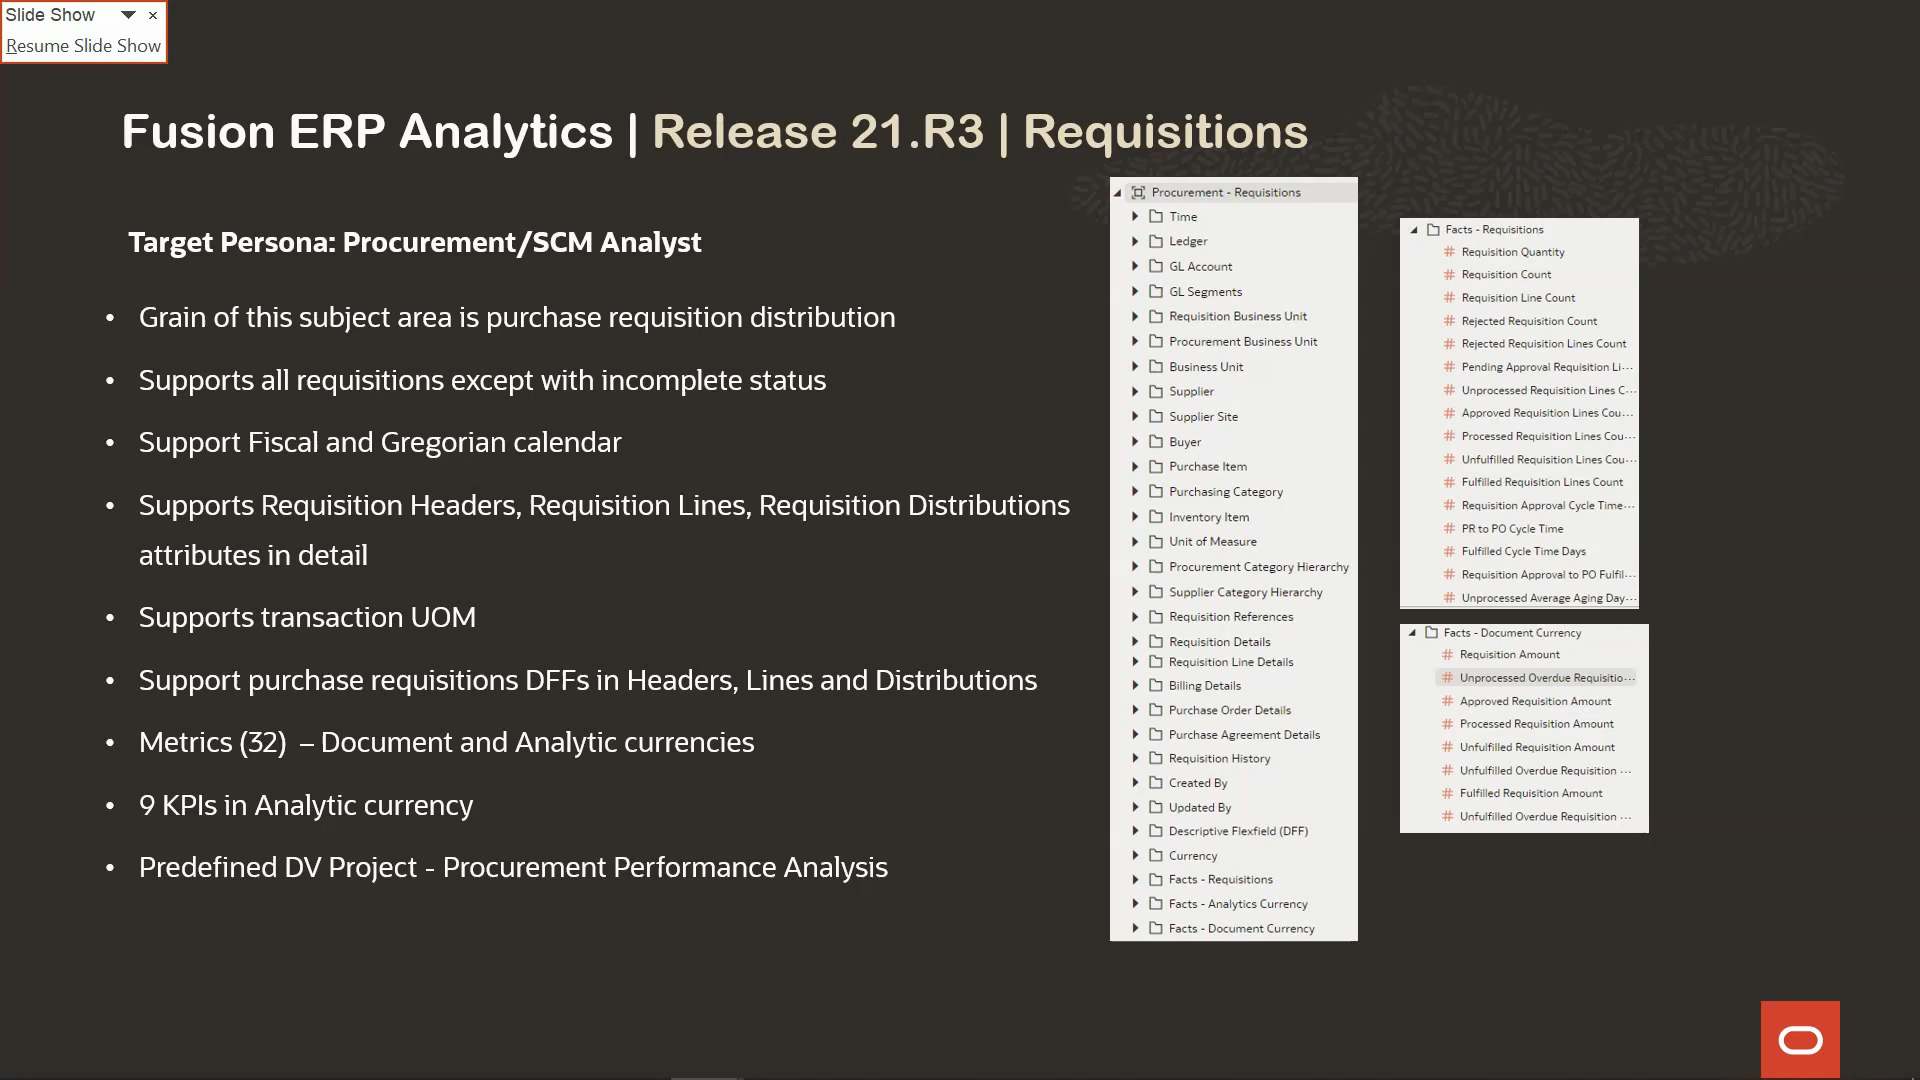 Slide Show
Resume Slide Show
Fusion ERP Analytics | Release 21.R3 | Requisitions
Target Persona: Procurement/SCM Analyst
• Grain of this subject area is purchase requisition distribution
• Supports all requisitions except with incomplete status
• Support Fiscal and Gregorian calendar
• Supports Requisition Headers, Requisition Lines, Requisition Distributions
attributes in detail
• Supports transaction UOM
• Support purchase requisitions DFFs in Headers, Lines and Distributions
• Metrics (32) – Document and Analytic currencies
• 9 KPIs in Analytic currency
• Predefined DV Project - Procurement Performance Analysis
Procurement - Requisitions
Time
Ledger
GL Account
GL Segments
Requisition Business Unit
Procurement Business Unit
Business Unit
Supplier
Supplier Site
Buyer
Purchase Item
Purchasing Category
Inventory Item
Unit of Measure
Procurement Category Hierarchy
Supplier Category Hierarchy
Requisition References
Requisition Details
Requisition Line Details
Billing Details
Purchase Order Details
Purchase Agreement Details
Requisition History
Created By
Updated By
Descriptive Flexfield (DFF)
Currency
Facts - Requisitions
Facts - Analytics Currency
Facts - Document Currency
Facts - Requisitions
# Requisition Quantity
# Requisition Count
# Requisition Line Count
# Rejected Requisition Count
# Rejected Requisition Lines Count
# Pending Approval Requisition Li...
# Unprocessed Requisition Lines C...
# Approved Requisition Lines Cou...
# Processed Requisition Lines Cou...
# Unfulfilled Requisition Lines Cou...
# Fulfilled Requisition Lines Count
# Requisition Approval Cycle Time...
# PR to PO Cycle Time
# Fulfilled Cycle Time Days
# Requisition Approval to PO Fulfil...
# Unprocessed Average Aging Day...
Facts - Document Currency
# Requisition Amount
# Unprocessed Overdue Requisitio...
# Approved Requisition Amount
# Processed Requisition Amount
# Unfulfilled Requisition Amount
# Unfulfilled Overdue Requisition ...
# Fulfilled Requisition Amount
# Unfulfilled Overdue Requisition ...